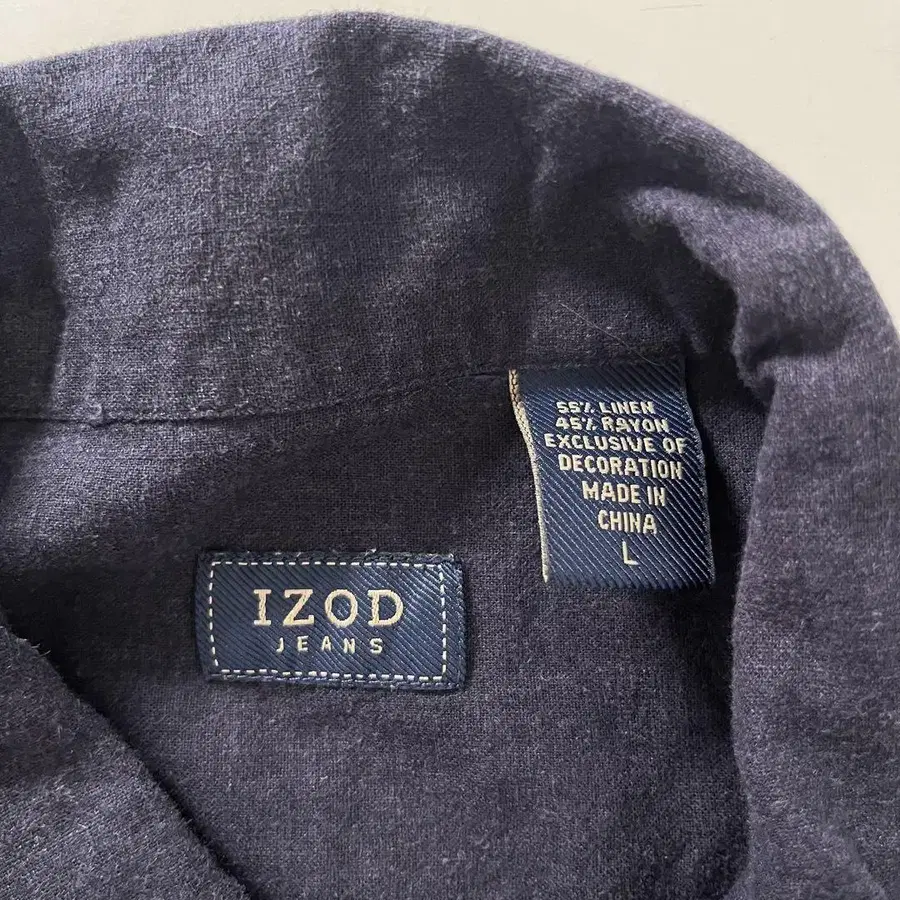 55% LINEN
45% RAYON
EXCLUSIVE OF
DECORATION
MADE IN
CHINA
L
IZOD
JEANS